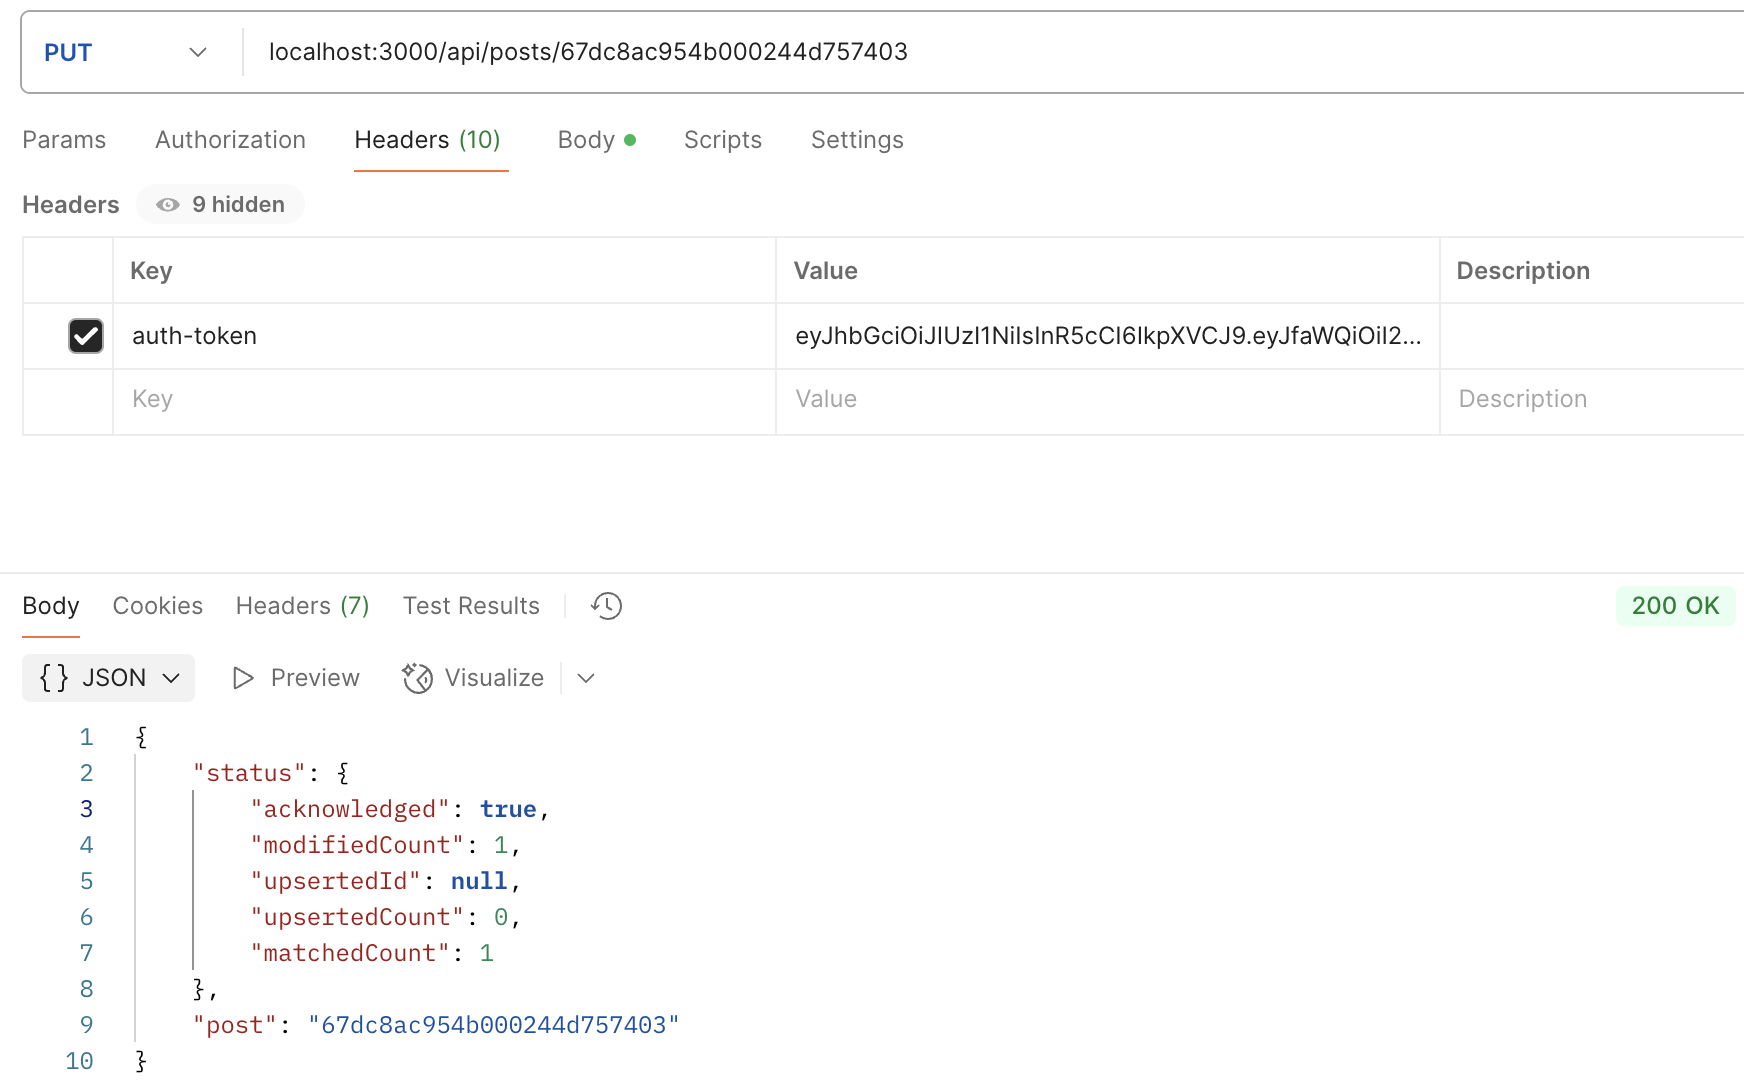 PUT localhost:3000/api/posts/67dc8ac954b000244d757403
Params Authorization Headers (10) Body Scripts Settings
Headers 9 hidden
Key Value Description
auth-token eyJhbGciOiJIUzI1NiIsInR5cCI6IkpXVCJ9.eyJfaWQiOiI2...
Key Value Description
Body Cookies Headers (7) Test Results 200 OK
{} JSON Preview Visualize
1 {
2 "status": {
3 "acknowledged": true,
4 "modifiedCount": 1,
5 "upsertedId": null,
6 "upsertedCount": 0,
7 "matchedCount": 1
8 },
9 "post": "67dc8ac954b000244d757403"
10 }